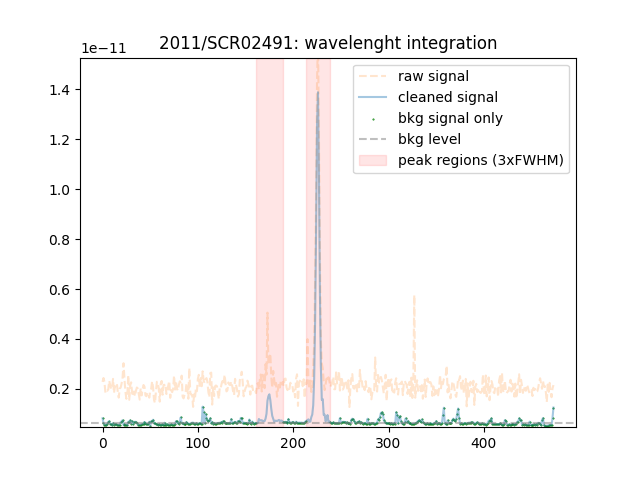 2011/SCR02491: wavelenght integration
1e−11
raw signal
cleaned signal
bkg signal only
bkg level
peak regions (3xFWHM)
1.4
1.2
1.0
0.8
0.6
0.4
0.2
0 100 200 300 400